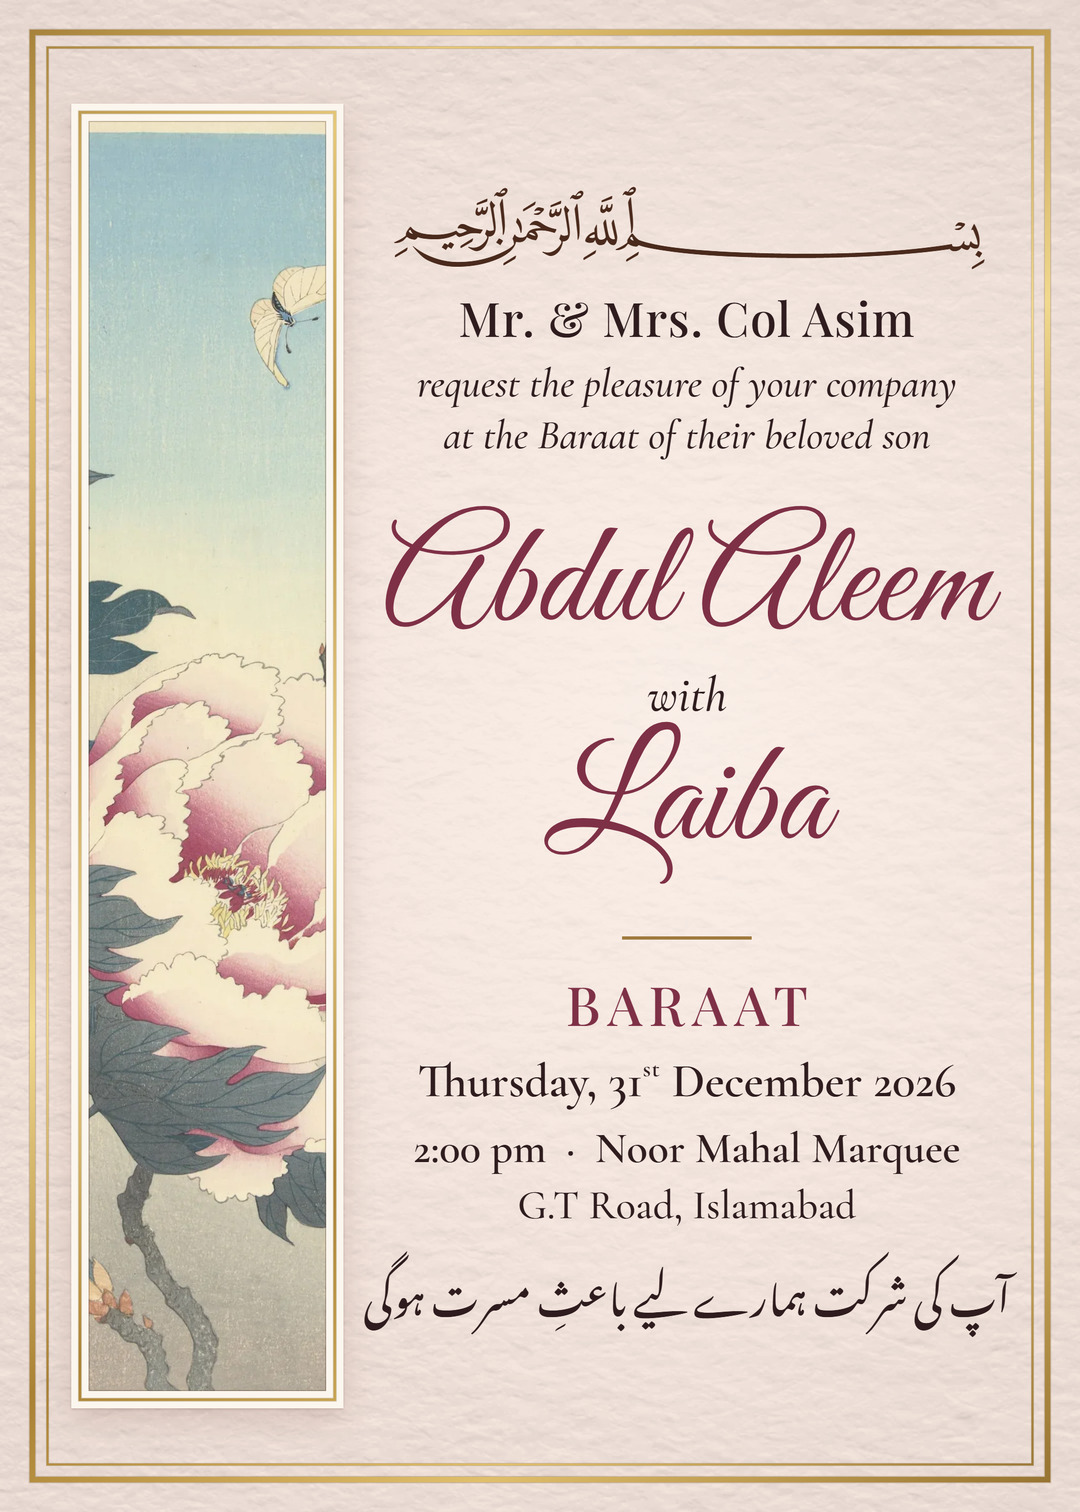 بِسْمِ ٱللَّهِ ٱلرَّحْمَٰنِ ٱلرَّحِيمِ
Mr. & Mrs. Col Asim
request the pleasure of your company
at the Baraat of their beloved son
Abdul Aleem
with
Laiba
BARAAT
Thursday, 31st December 2026
2:00 pm · Noor Mahal Marquee
G.T Road, Islamabad
آپ کی شرکت ہمارے لیے باعثِ مسرت ہوگی